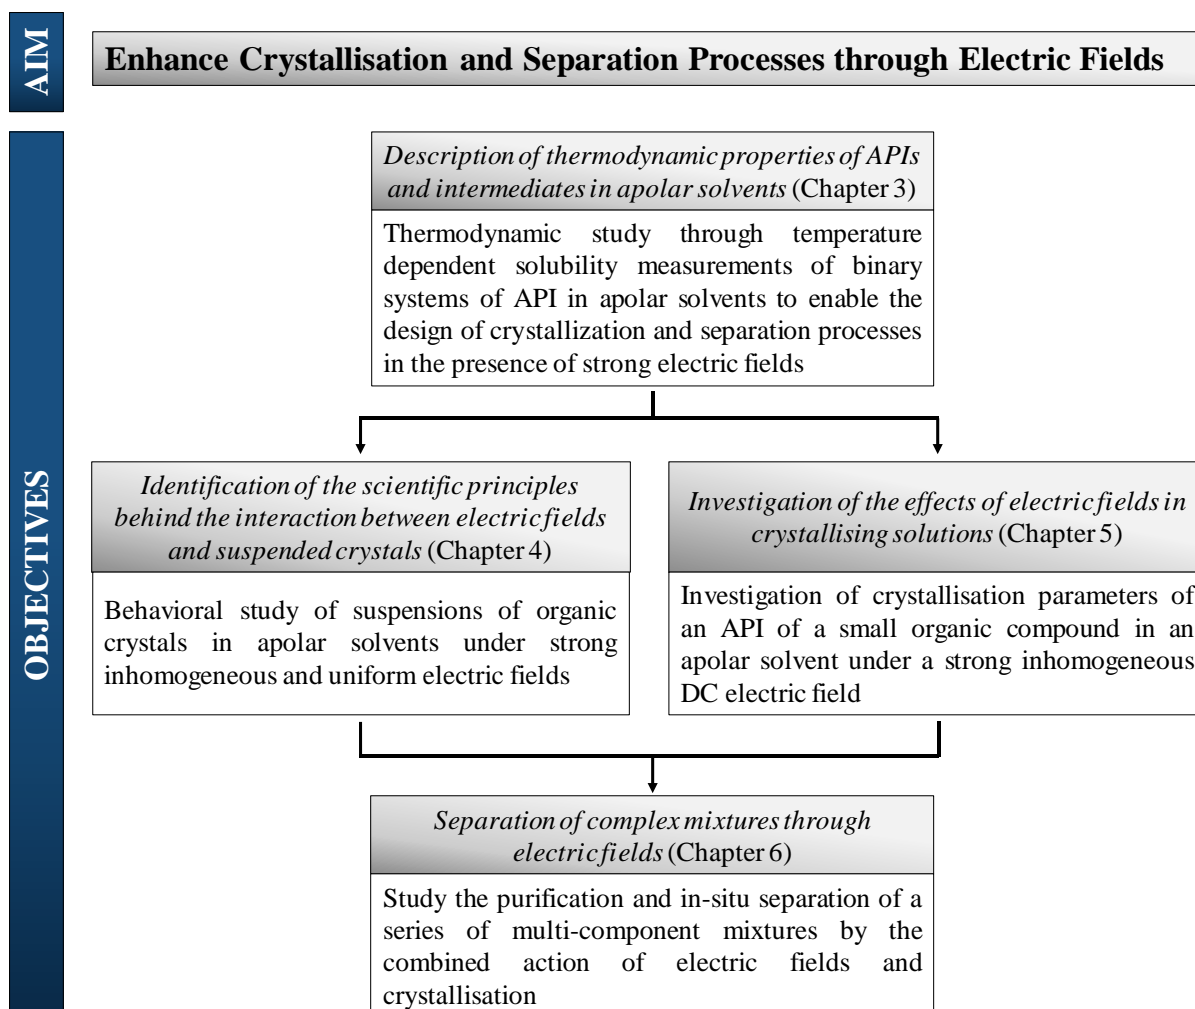 AIM
Enhance Crystallisation and Separation Processes through Electric Fields
OBJECTIVES
Description of thermodynamic properties of APIs
and intermediates in apolar solvents (Chapter 3)
Thermodynamic study through temperature
dependent solubility measurements of binary
systems of API in apolar solvents to enable the
design of crystallization and separation processes
in the presence of strong electric fields
Identification of the scientific principles
behind the interaction between electric fields
and suspended crystals (Chapter 4)
Behavioral study of suspensions of organic
crystals in apolar solvents under strong
inhomogeneous and uniform electric fields
Investigation of the effects of electric fields in
crystallising solutions (Chapter 5)
Investigation of crystallisation parameters of
an API of a small organic compound in an
apolar solvent under a strong inhomogeneous
DC electric field
Separation of complex mixtures through
electric fields (Chapter 6)
Study the purification and in-situ separation of a
series of multi-component mixtures by the
combined action of electric fields and
crystallisation